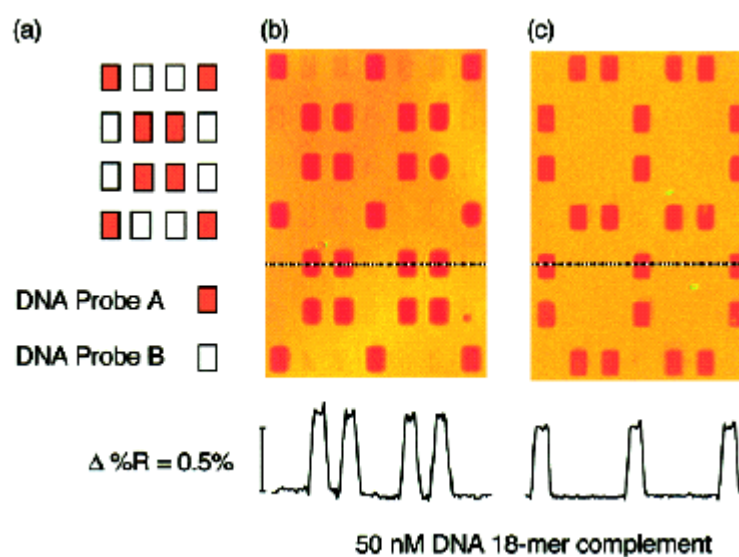 (a)
(b)
(c)
DNA Probe A
DNA Probe B
Δ %R = 0.5%
50 nM DNA 18-mer complement